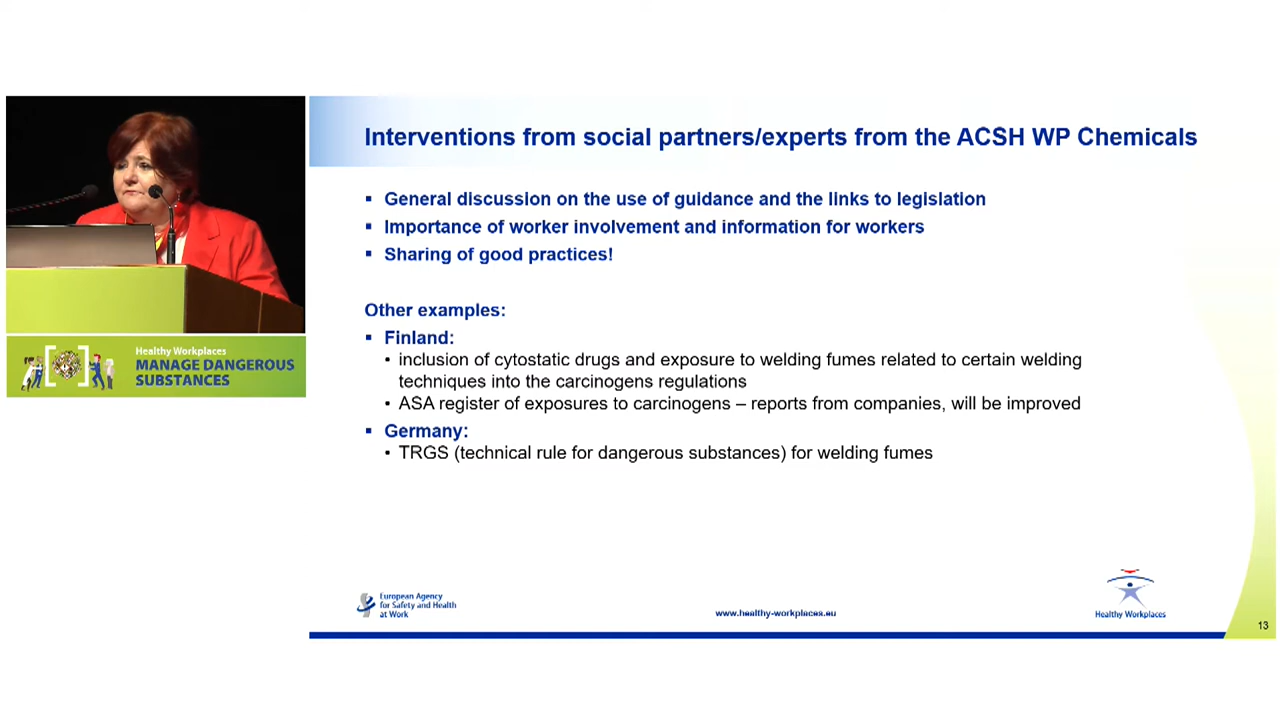 Interventions from social partners/experts from the ACSH WP Chemicals
▪ General discussion on the use of guidance and the links to legislation
▪ Importance of worker involvement and information for workers
▪ Sharing of good practices!
Other examples:
▪ Finland:
• inclusion of cytostatic drugs and exposure to welding fumes related to certain welding
techniques into the carcinogens regulations
• ASA register of exposures to carcinogens – reports from companies, will be improved
▪ Germany:
• TRGS (technical rule for dangerous substances) for welding fumes
Healthy Workplaces
MANAGE DANGEROUS
SUBSTANCES
European Agency
for Safety and Health
at Work
www.healthy-workplaces.eu
Healthy Workplaces
13